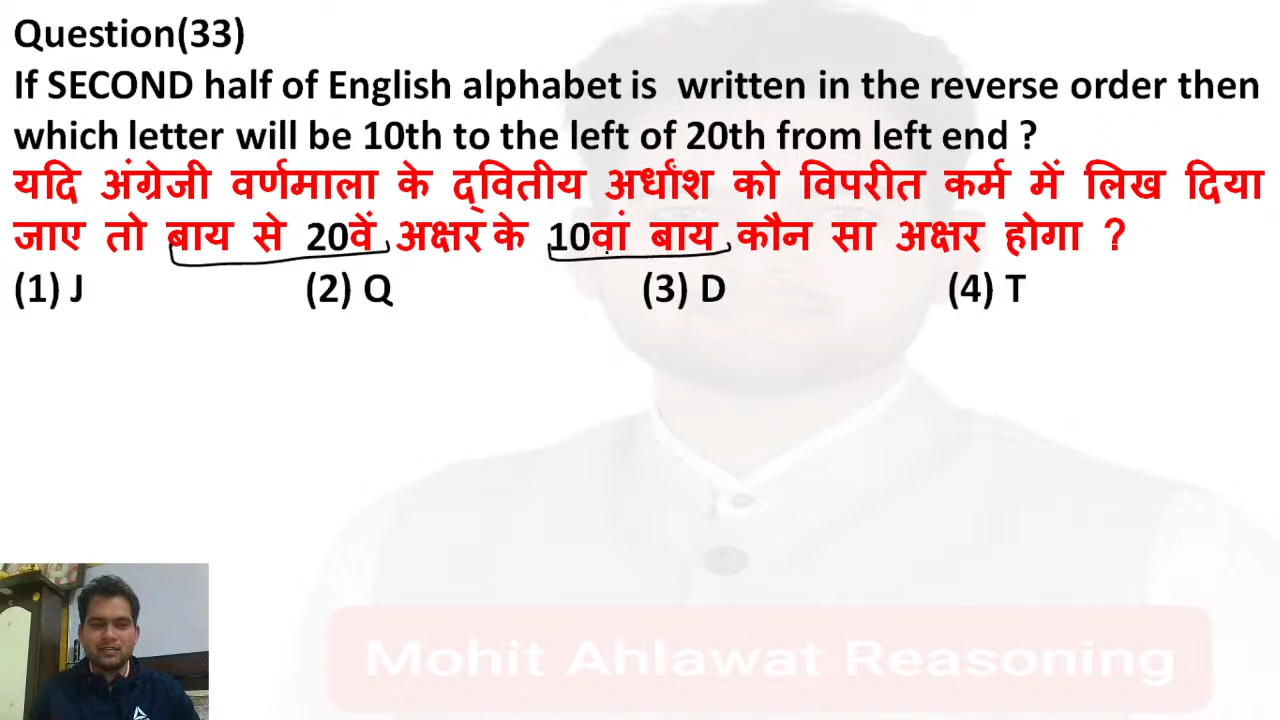 Question(33)
If SECOND half of English alphabet is written in the reverse order then
which letter will be 10th to the left of 20th from left end ?
यदि अंग्रेजी वर्णमाला के द्वितीय अर्धांश को विपरीत कर्म में लिख दिया
जाए तो बाय से 20वें अक्षर के 10वां बाय कौन सा अक्षर होगा ?
(1) J (2) Q (3) D (4) T
Mohit Ahlawat Reasoning